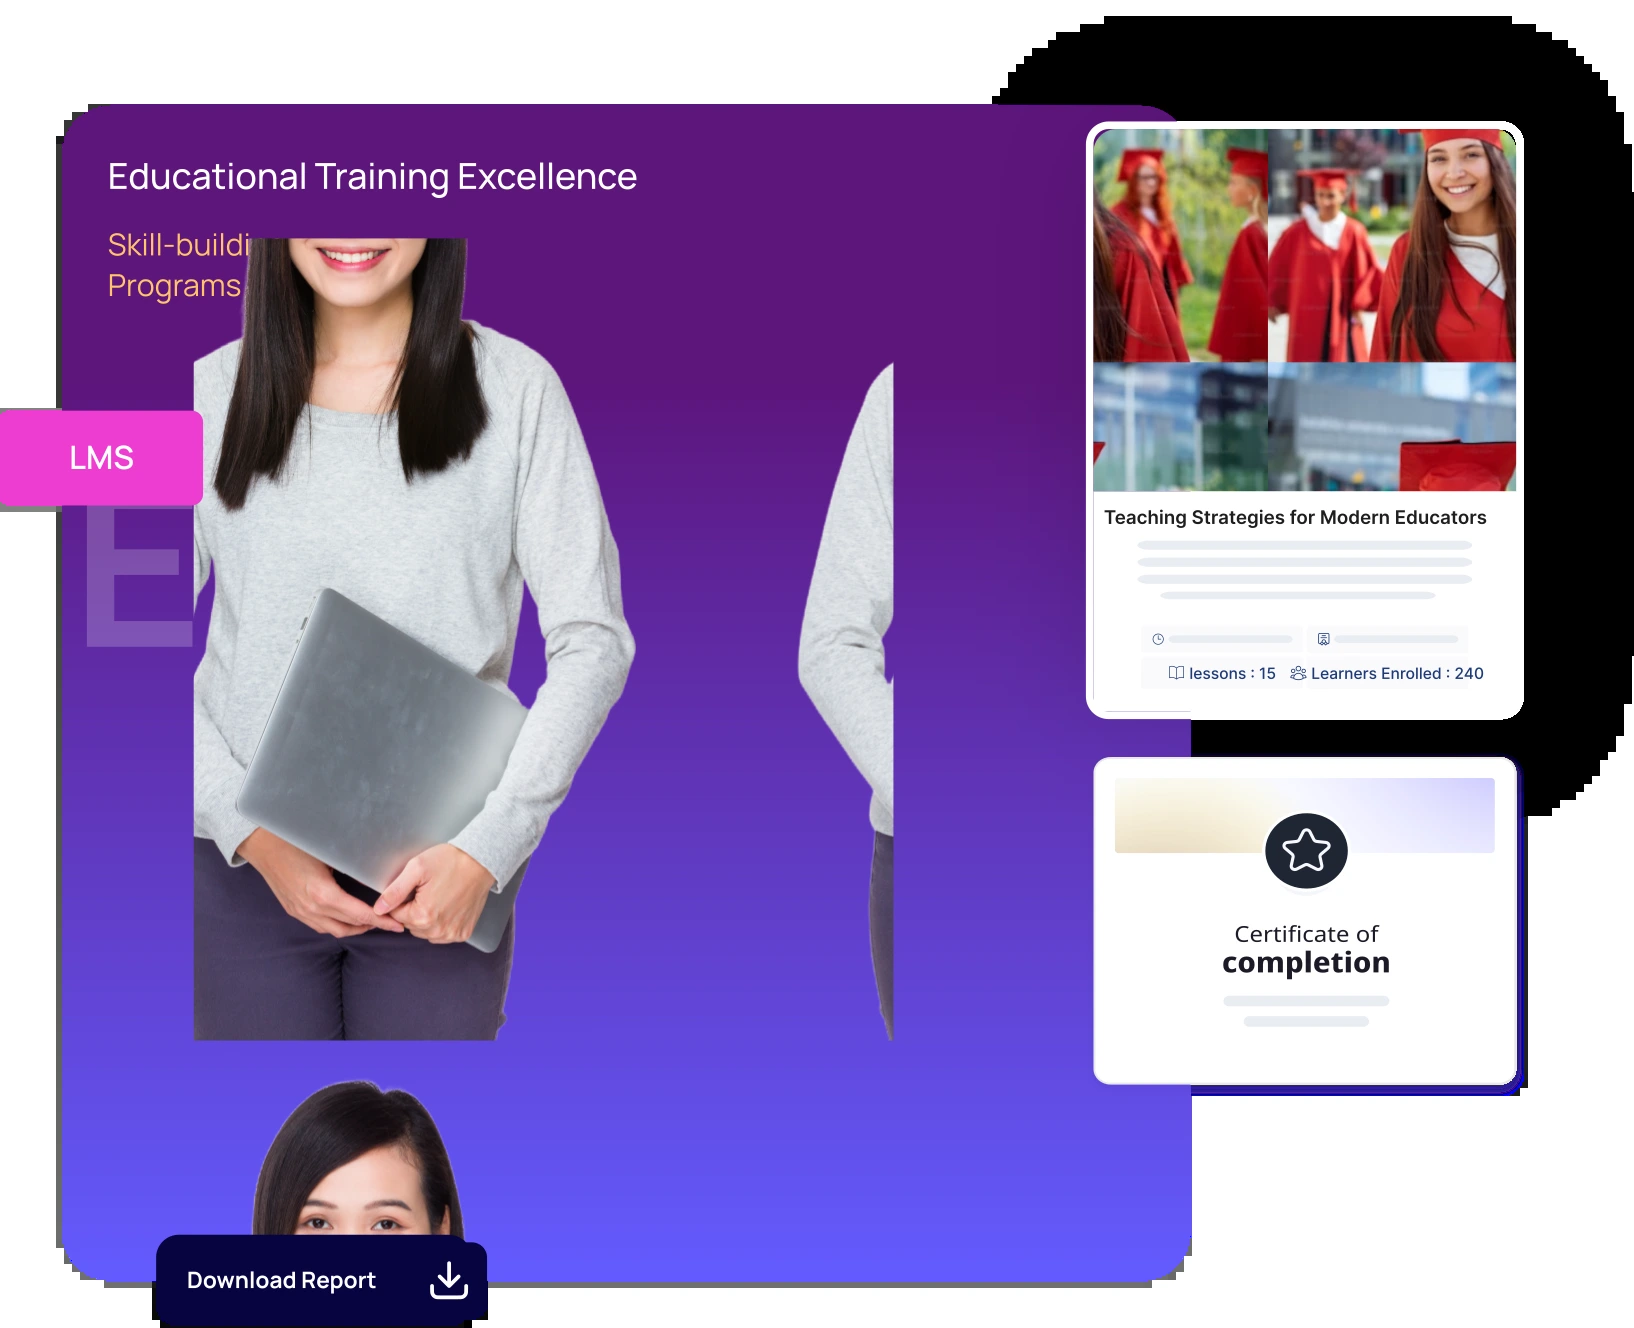 Educational Training Excellence
Skill-buildi
Programs
LMS
E
Teaching Strategies for Modern Educators
lessons : 15 Learners Enrolled : 240
Certificate of
completion
Download Report